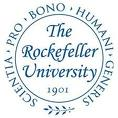 SCIENTIA · PRO · BONO · HUMANI · GENERIS
The
Rockefeller
University
1901